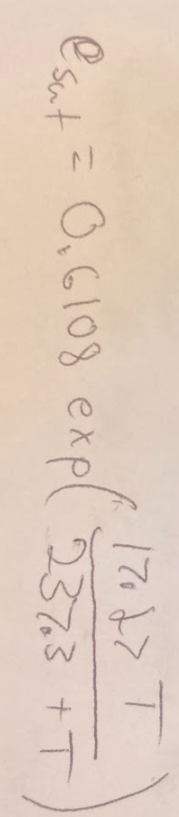 e_sat = 0.6108 exp(17.27 T / 237.3 + T)